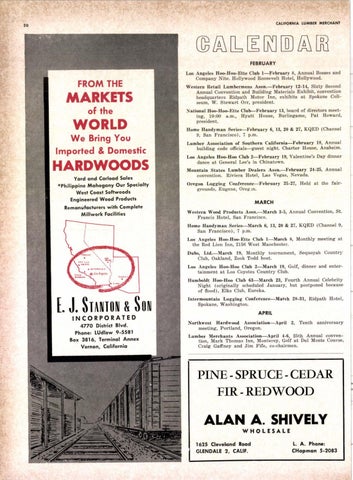 30
CALIFORNIA LUMBER MERCHANT
FROM THE
MARKETS
of the
WORLD
We Bring You
Imported & Domestic
HARDWOODS
Yard and Carload Sales
*Philippine Mahogany Our Specialty
West Coast Softwoods
Engineered Wood Products
Remanufacturers with Complete
Millwork Facilities
E. J. STANTON & SON
INCORPORATED
4770 District Blvd.
Phone: LUdlow 9-5581
Box 3816, Terminal Annex
Vernon, California
CALENDAR
FEBRUARY
Los Angeles Hoo-Hoo-Ette Club 1—February 8, Annual Bosses and
Company Nite. Hollywood Roosevelt Hotel, Hollywood.
Western Retail Lumbermens Assn.—February 12-14, Sixty Second
Annual Convention and Building Materials Exhibit, convention
headquarters Ridpath Motor Inn, exhibits at Spokane Coliseum,
W. Stewart Orr, president.
National Hoo-Hoo-Ette Club—February 13, board of directors meeting,
10:00 a.m., Hyatt House, Burlingame, Pat Howard,
president.
Home Handyman Series—February 6, 13, 20 & 27, KQED (Channel
9, San Francisco), 7 p.m.
Lumber Association of Southern California—February 19, Annual
building code officials—guest night, Charter House, Anaheim.
Los Angeles Hoo-Hoo Club 2—February 19, Valentine's Day dinner
dance at General Lee's in Chinatown.
Mountain States Lumber Dealers Assn.—February 24-25, Annual
convention, Riviera Hotel, Las Vegas, Nevada.
Oregon Logging Conference—February 25-27, Held at the fairgrounds,
Eugene, Oregon.
MARCH
Western Wood Products Assn.—March 2-5, Annual Convention, St.
Francis Hotel, San Francisco.
Home Handyman Series—March 6, 13, 20 & 27, KQED (Channel 9,
San Francisco), 7 p.m.
Los Angeles Hoo-Hoo-Ette Club 1—March 8, Monthly meeting at
the Red Lion Inn, 2156 West Manchester.
Dubs, Ltd.—March 19, Monthly tournament, Sequoyah Country
Club, Oakland, Bank Todd host.
Los Angeles Hoo-Hoo Club 2—March 19, Golf, dinner and entertainment
at Los Coyotes Country Club.
Humboldt Hoo-Hoo Club 63—March 23, Fourth Annual Celebrity
Night (originally scheduled January, but postponed because
of flood), Elks Club, Eureka.
Intermountain Logging Conference—March 29-31, Ridpath Hotel,
Spokane, Washington.
APRIL
Northwest Hardwood Association—April 2, Tenth anniversary
meeting, Portland, Oregon.
Lumber Merchants Association—April 4-6, 25th Annual convention,
Mark Thomas Inn, Monterey, Golf at Del Monte Course,
Craig Gaffney and Jim Fife, co-chairmen.
PINE - SPRUCE - CEDAR
FIR - REDWOOD
ALAN A. SHIVELY
WHOLESALE
1625 Cleveland Road
GLENDALE 2, CALIF.
L. A. Phone:
CHapman 5-2083